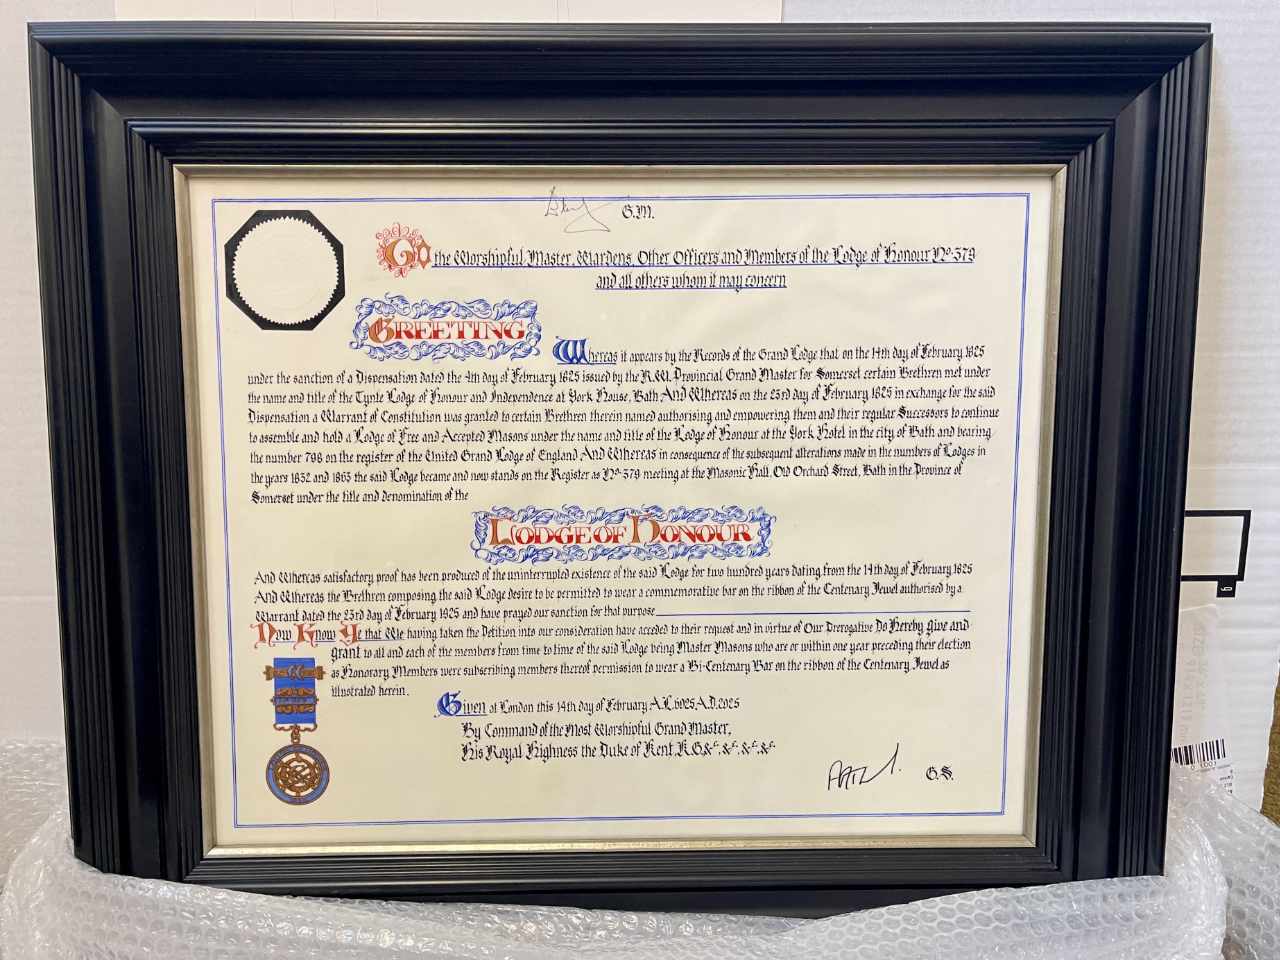 G.M.
To the Worshipful Master, Wardens, Other Officers and Members of the Lodge of Honour No. 379
and all others whom it may concern
GREETING
Whereas it appears by the Records of the Grand Lodge that on the 14th day of February 1825
under the sanction of a Dispensation dated the 4th day of February 1825 issued by the R.W. Provincial Grand Master for Somerset certain Brethren met under
the name and title of the Tynte Lodge of Honour and Independence at York House, Bath And Whereas on the 23rd day of February 1825 in exchange for the said
Dispensation a Warrant of Constitution was granted to certain Brethren therein named authorising and empowering them and their regular Successors to continue
to assemble and hold a Lodge of Free and Accepted Masons under the name and title of the Lodge of Honour at the York Hotel in the city of Bath and bearing
the number 798 on the register of the United Grand Lodge of England And Whereas in consequence of the subsequent alterations made in the numbers of Lodges in
the years 1832 and 1863 the said Lodge became and now stands on the Register as No. 379 meeting at the Masonic Hall, Old Orchard Street, Bath in the Province of
Somerset under the title and denomination of the
LODGE OF HONOUR
And Whereas satisfactory proof has been produced of the uninterrupted existence of the said Lodge for two hundred years dating from the 14th day of February 1825
And Whereas the Brethren composing the said Lodge desire to be permitted to wear a commemorative bar on the ribbon of the Centenary Jewel authorised by a
Warrant dated the 23rd day of February 1925 and have prayed our sanction for that purpose
Now Know Ye that We having taken the Petition into our consideration have acceded to their request and in virtue of Our Prerogative Do Hereby give and
grant to all and each of the members from time to time of the said Lodge being Master Masons who are or within one year preceding their election
as Honorary Members were subscribing members thereof permission to wear a Bi-Centenary Bar on the ribbon of the Centenary Jewel as
illustrated herein.
Given at London this 14th day of February A.L. 6025, A.D. 2025
By Command of the Most Worshipful Grand Master,
His Royal Highness the Duke of Kent, K.G. &c, &c, &c, &c.
G.S.